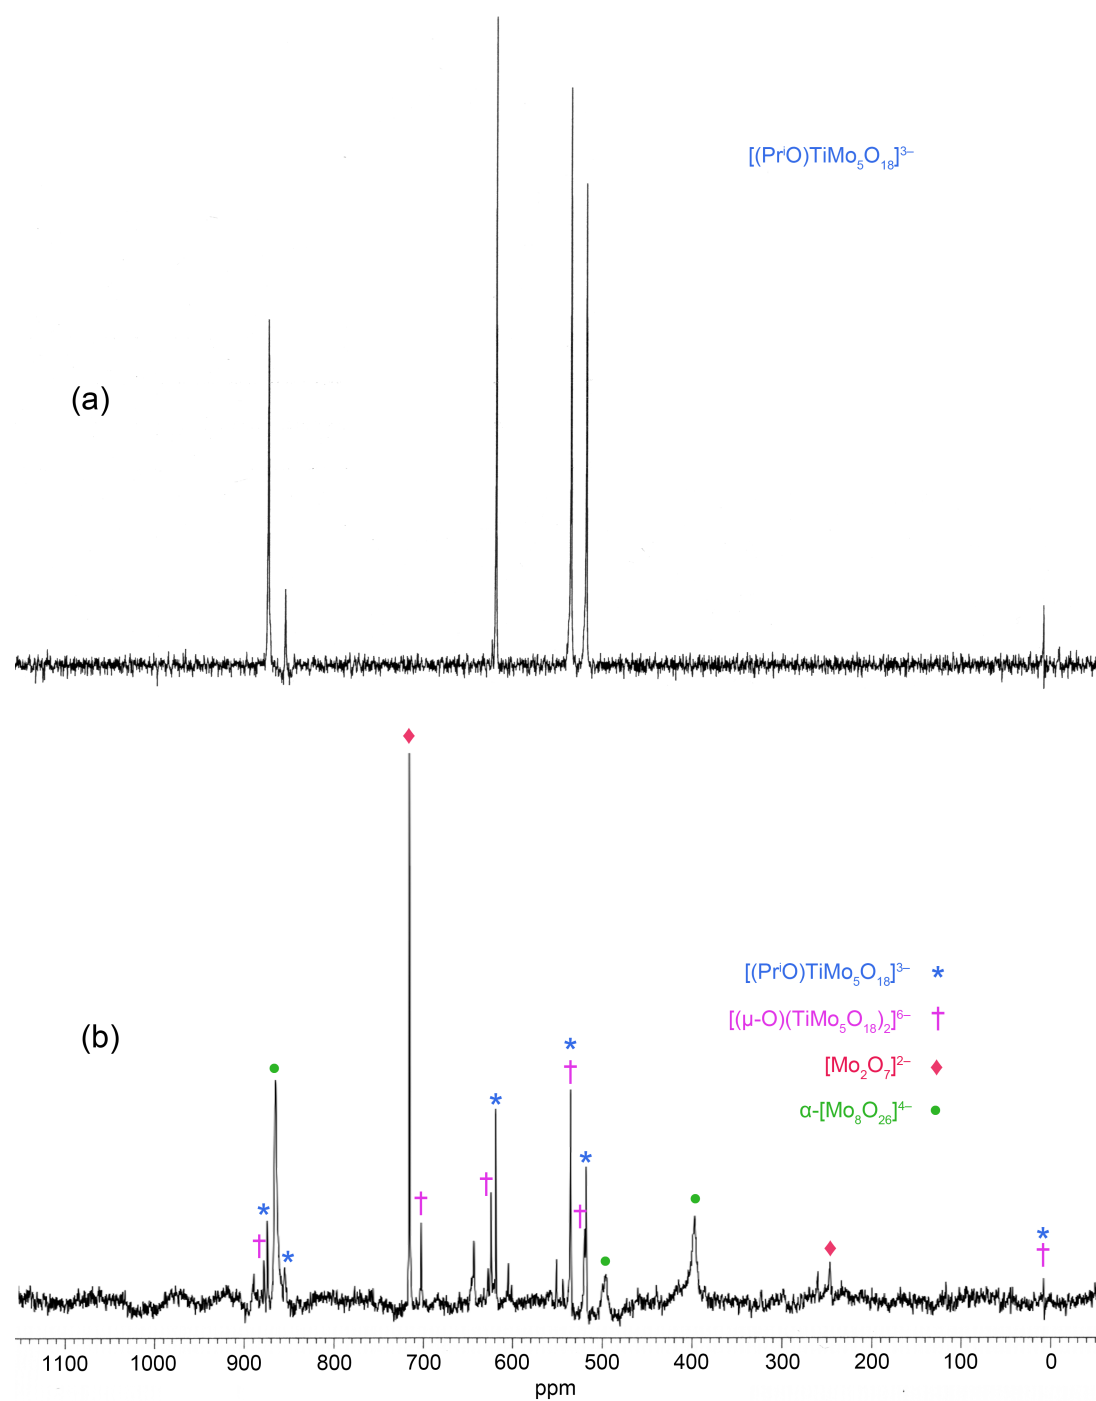 [(PrⁱO)TiMo₅O₁₈]³⁻
(a)
(b)
[(PrⁱO)TiMo₅O₁₈]³⁻ *
[(μ-O)(TiMo₅O₁₈)₂]⁶⁻ †
[Mo₂O₇]²⁻ ♦
α-[Mo₈O₂₆]⁴⁻ ●
1100 1000 900 800 700 600 500 400 300 200 100 0
ppm